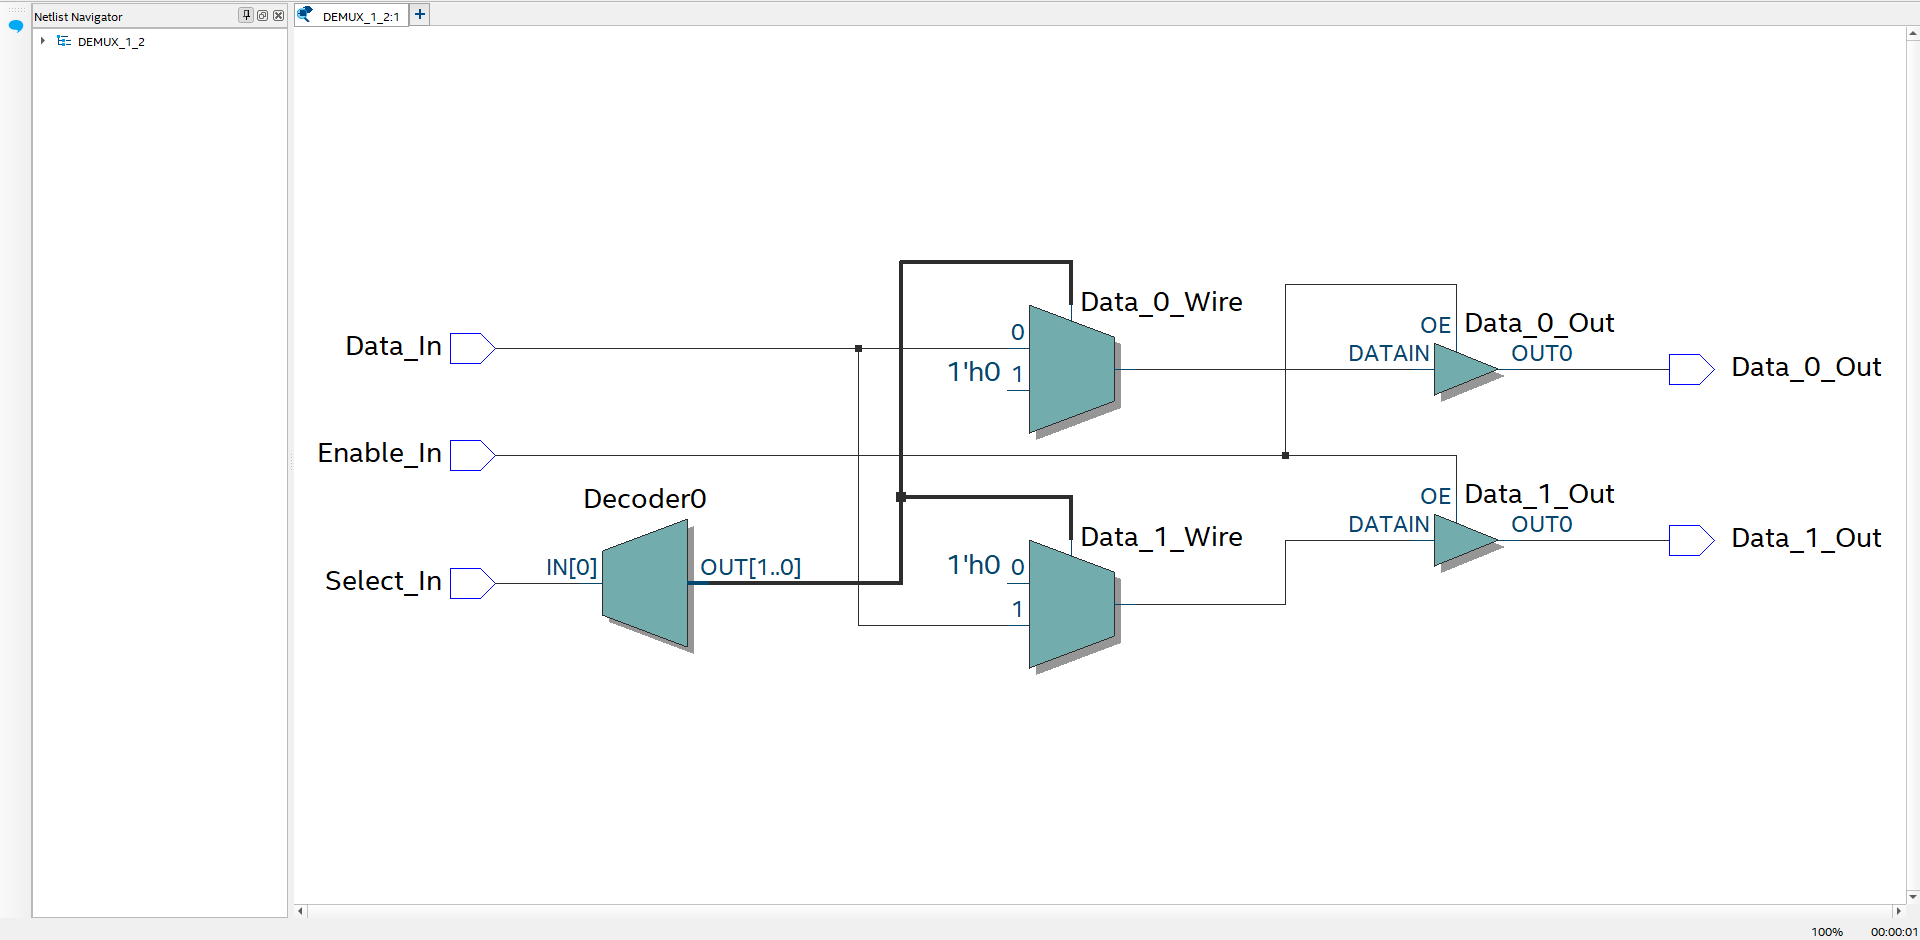 Netlist Navigator
DEMUX_1_2:1
+
DEMUX_1_2
Data_0_Wire
Data_In
0
1'h0 1
OE
Data_0_Out
DATAIN
OUT0
Data_0_Out
Enable_In
Decoder0
OE
Data_1_Out
DATAIN
OUT0
Data_1_Out
Data_1_Wire
Select_In
IN[0]
OUT[1..0]
1'h0 0
1
100%
00:00:01